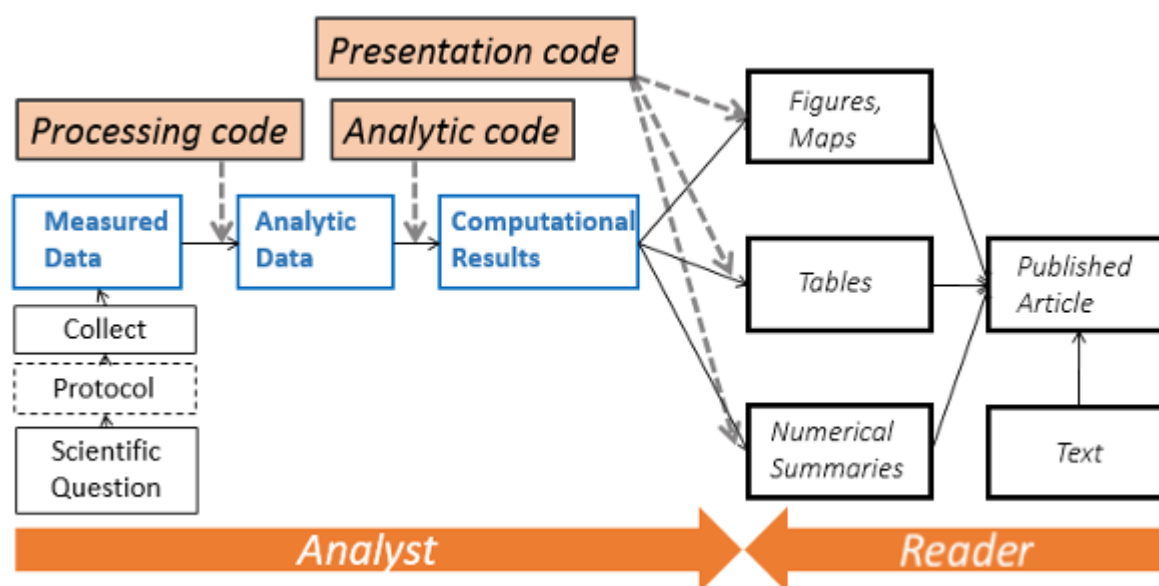 Presentation code
Processing code
Analytic code
Measured
Data
Analytic
Data
Computational
Results
Collect
Protocol
Scientific
Question
Figures,
Maps
Tables
Numerical
Summaries
Published
Article
Text
Analyst
Reader